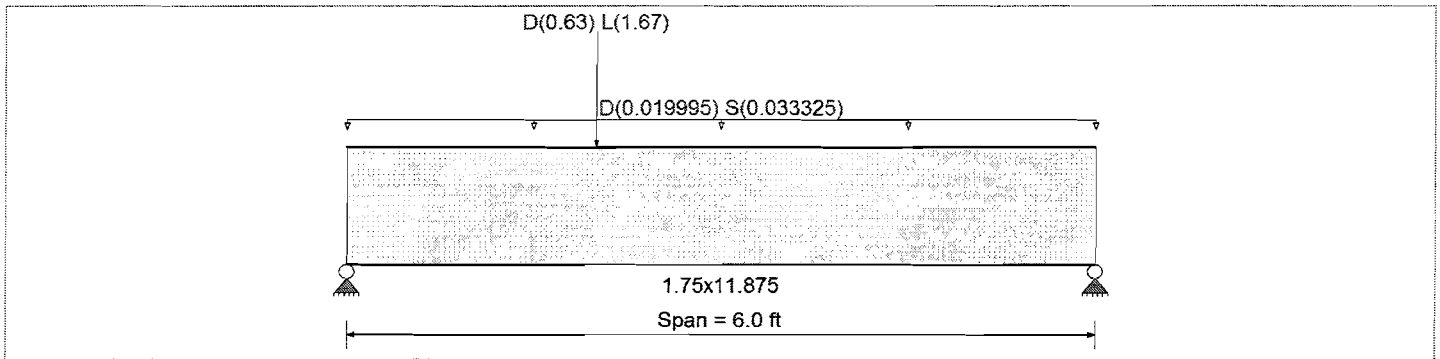 D(0.63) L(1.67)
D(0.019995) S(0.033325)
1.75x11.875
Span = 6.0 ft